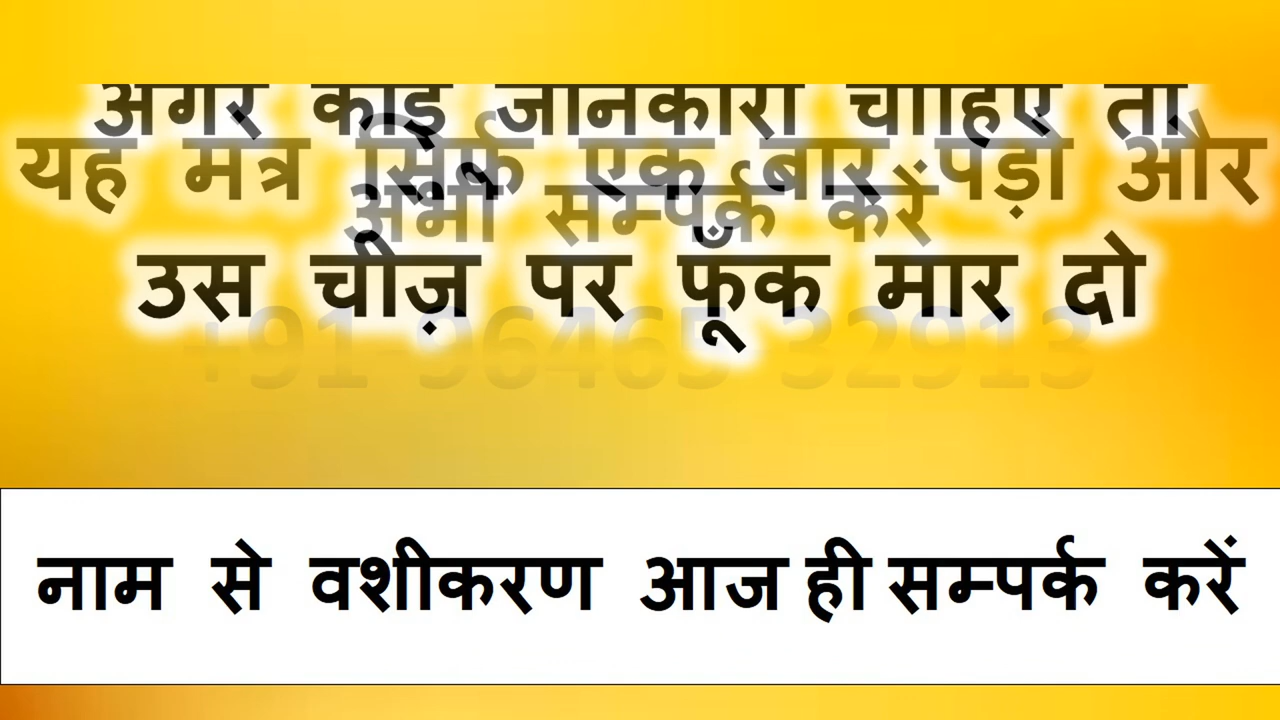 अगर कोई जानकारी चाहिए तो
यह मंत्र सिर्फ एक बार पड़ो और
अभी सम्पर्क करें
उस चीज़ पर फूँक मार दो
+91-96465-32913
नाम से वशीकरण आज ही सम्पर्क करें